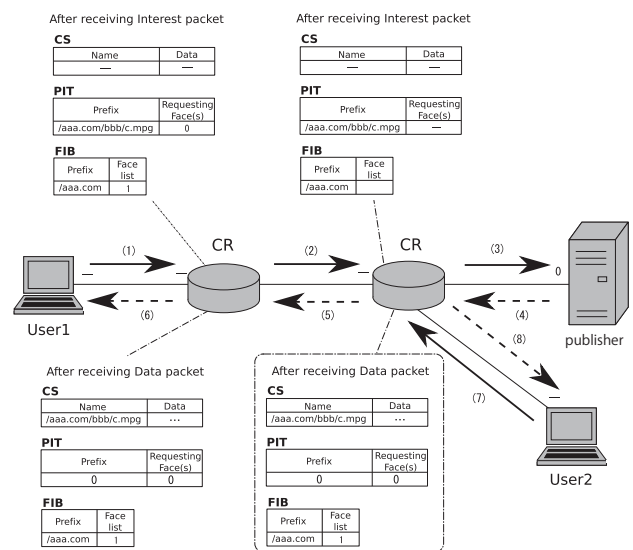 After receiving Interest packet
CS
Name Data
— —
PIT
Prefix Requesting Face(s)
/aaa.com/bbb/c.mpg 0
FIB
Prefix Face list
/aaa.com 1
After receiving Interest packet
CS
Name Data
— —
PIT
Prefix Requesting Face(s)
/aaa.com/bbb/c.mpg —
FIB
Prefix Face list
/aaa.com
CR
CR
(1)
(2)
(3)
— — — 0
(6)
(5)
(4)
User1
publisher
(8)
(7)
—
User2
After receiving Data packet
CS
Name Data
/aaa.com/bbb/c.mpg ...
PIT
Prefix Requesting Face(s)
0 0
FIB
Prefix Face list
/aaa.com 1
After receiving Data packet
CS
Name Data
/aaa.com/bbb/c.mpg ...
PIT
Prefix Requesting Face(s)
0 0
FIB
Prefix Face list
/aaa.com 1